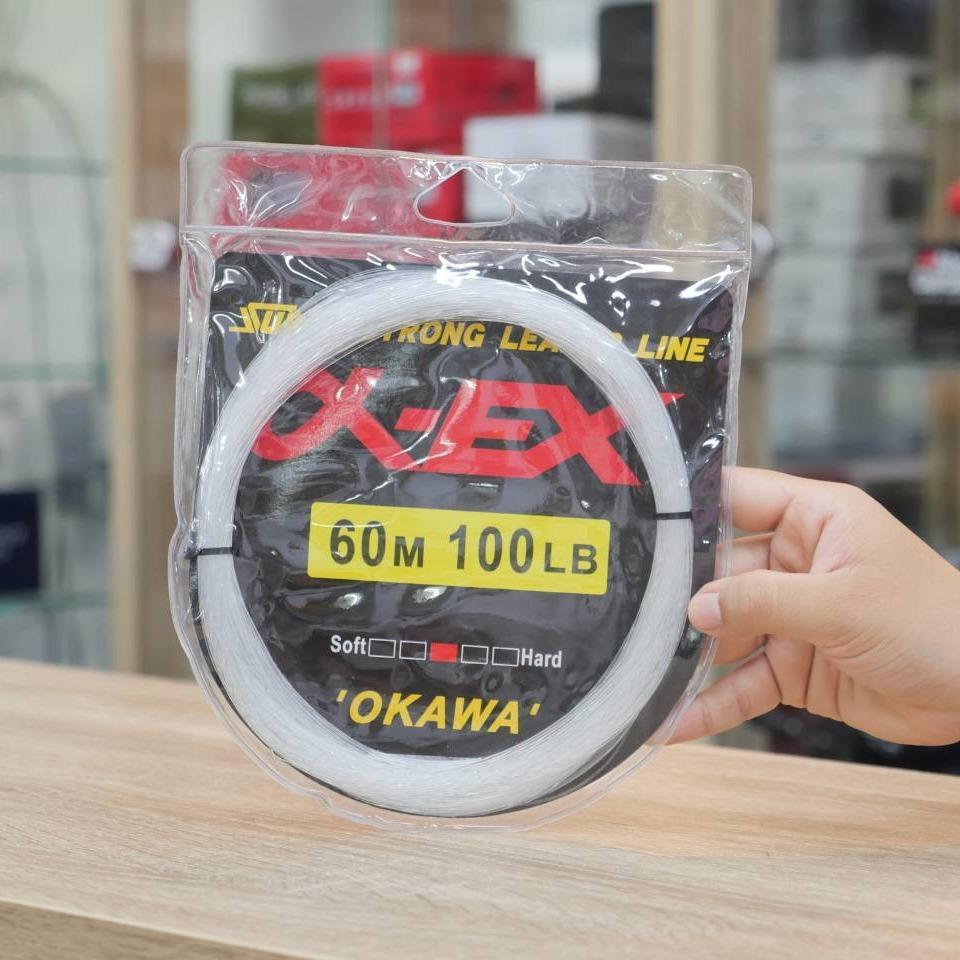 LINE
α-EX
60M 100LB
Soft Hard
'OKAWA'